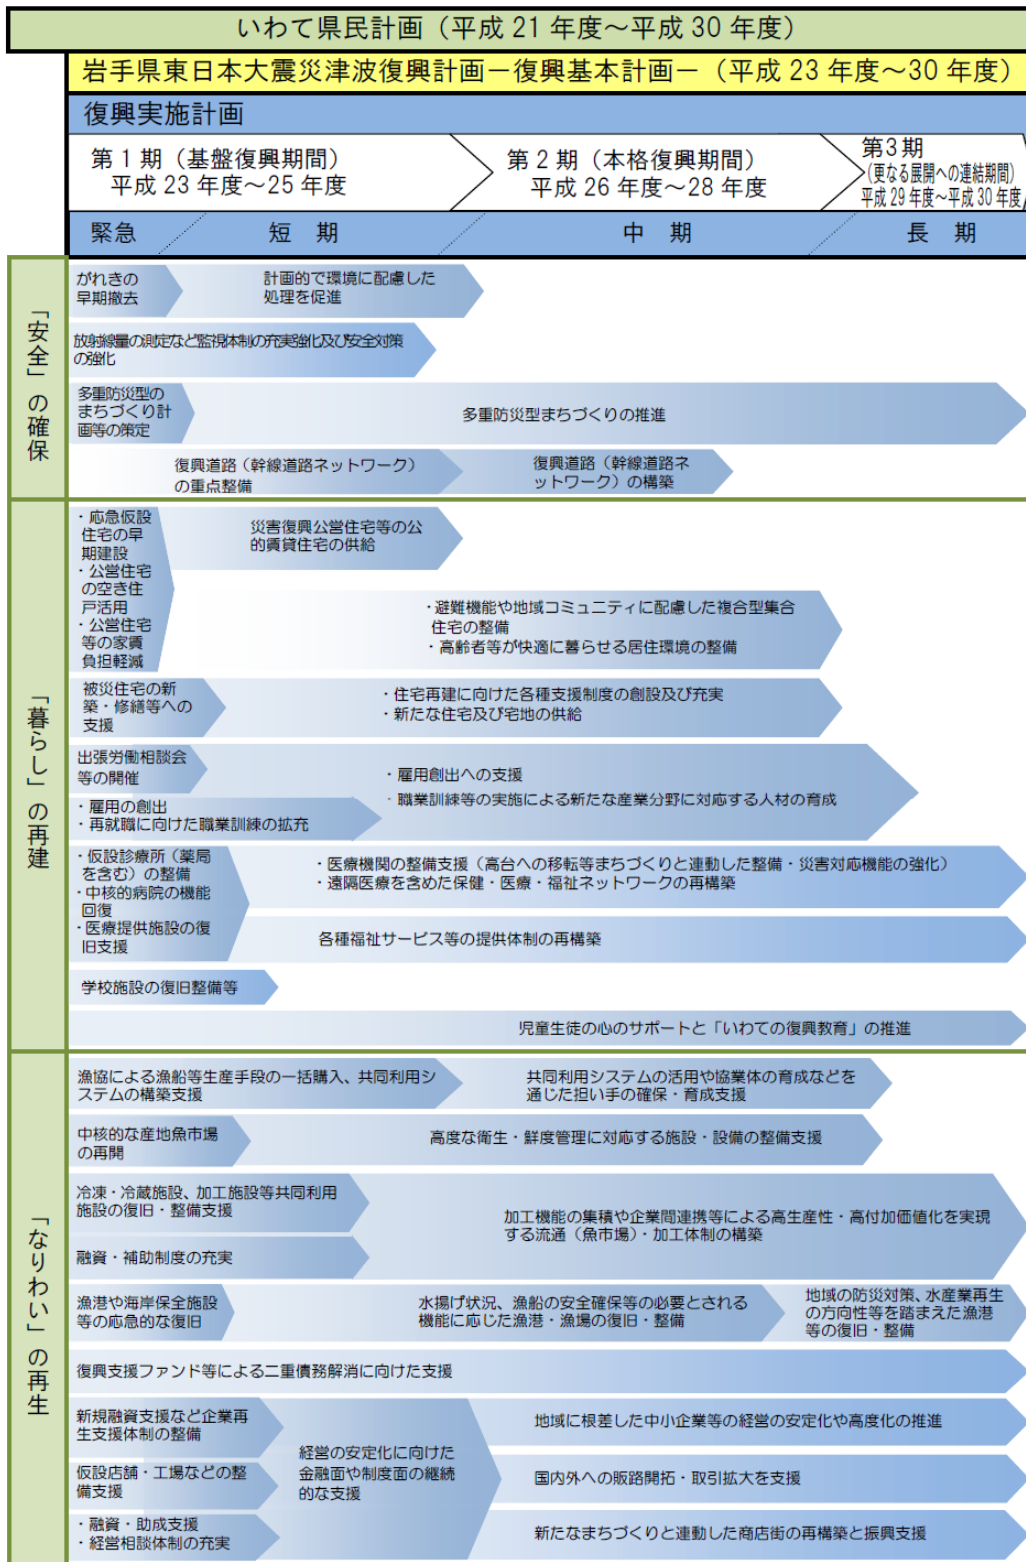 いわて県民計画（平成 21 年度～平成 30 年度）
岩手県東日本大震災津波復興計画－復興基本計画－（平成 23 年度～30 年度）
復興実施計画
第１期（基盤復興期間）
平成 23 年度～25 年度
第２期（本格復興期間）
平成 26 年度～28 年度
第３期
（更なる展開への連結期間）
平成 29 年度～平成 30 年度
緊急
短　期
中　期
長　期
「安全」の確保
がれきの
早期撤去
計画的で環境に配慮した
処理を促進
放射線量の測定など監視体制の充実強化及び安全対策
の強化
多重防災型の
まちづくり計
画等の策定
多重防災型まちづくりの推進
復興道路（幹線道路ネットワーク）
の重点整備
復興道路（幹線道路ネ
ットワーク）の構築
「暮らし」の再建
・応急仮設
住宅の早
期建設
・公営住宅
の空き住
戸活用
・公営住宅
等の家賃
負担軽減
災害復興公営住宅等の公
的賃貸住宅の供給
・避難機能や地域コミュニティに配慮した複合型集合
住宅の整備
・高齢者等が快適に暮らせる居住環境の整備
被災住宅の新
築・修繕等への
支援
・住宅再建に向けた各種支援制度の創設及び充実
・新たな住宅及び宅地の供給
出張労働相談会
等の開催
・雇用の創出
・再就職に向けた職業訓練の拡充
・雇用創出への支援
・職業訓練等の実施による新たな産業分野に対応する人材の育成
・仮設診療所（薬局
を含む）の整備
・中核的病院の機能
回復
・医療提供施設の復
旧支援
・医療機関の整備支援（高台への移転等まちづくりと連動した整備・災害対応機能の強化）
・遠隔医療を含めた保健・医療・福祉ネットワークの再構築
各種福祉サービス等の提供体制の再構築
学校施設の復旧整備等
児童生徒の心のサポートと「いわての復興教育」の推進
「なりわい」の再生
漁協による漁船等生産手段の一括購入、共同利用シ
ステムの構築支援
共同利用システムの活用や協業体の育成などを
通じた担い手の確保・育成支援
中核的な産地魚市場
の再開
高度な衛生・鮮度管理に対応する施設・設備の整備支援
冷凍・冷蔵施設、加工施設等共同利用
施設の復旧・整備支援
融資・補助制度の充実
加工機能の集積や企業間連携等による高生産性・高付加価値化を実現
する流通（魚市場）・加工体制の構築
漁港や海岸保全施設
等の応急的な復旧
水揚げ状況、漁船の安全確保等の必要とされる
機能に応じた漁港・漁場の復旧・整備
地域の防災対策、水産業再生
の方向性等を踏まえた漁港
等の復旧・整備
復興支援ファンド等による二重債務解消に向けた支援
新規融資支援など企業再
生支援体制の整備
仮設店舗・工場などの整
備支援
・融資・助成支援
・経営相談体制の充実
経営の安定化に向けた
金融面や制度面の継続
的な支援
地域に根差した中小企業等の経営の安定化や高度化の推進
国内外への販路開拓・取引拡大を支援
新たなまちづくりと連動した商店街の再構築と振興支援